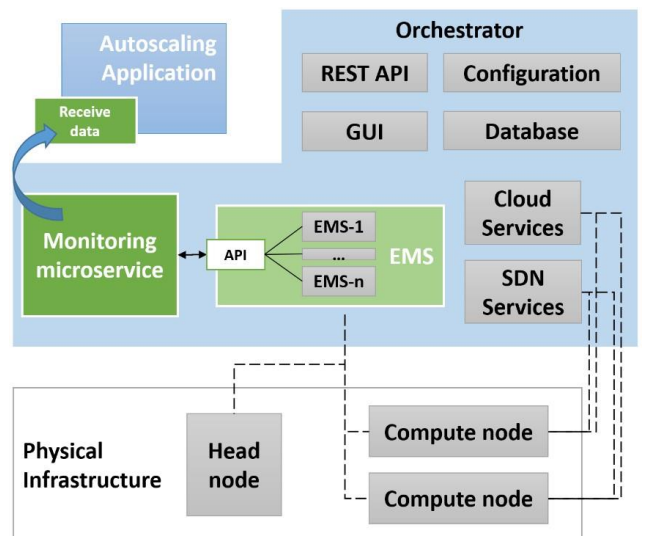 Orchestrator
Autoscaling
Application
REST API
Configuration
Receive
data
GUI
Database
Monitoring
microservice
API
EMS-1
...
EMS-n
EMS
Cloud
Services
SDN
Services
Physical
Infrastructure
Head
node
Compute node
Compute node